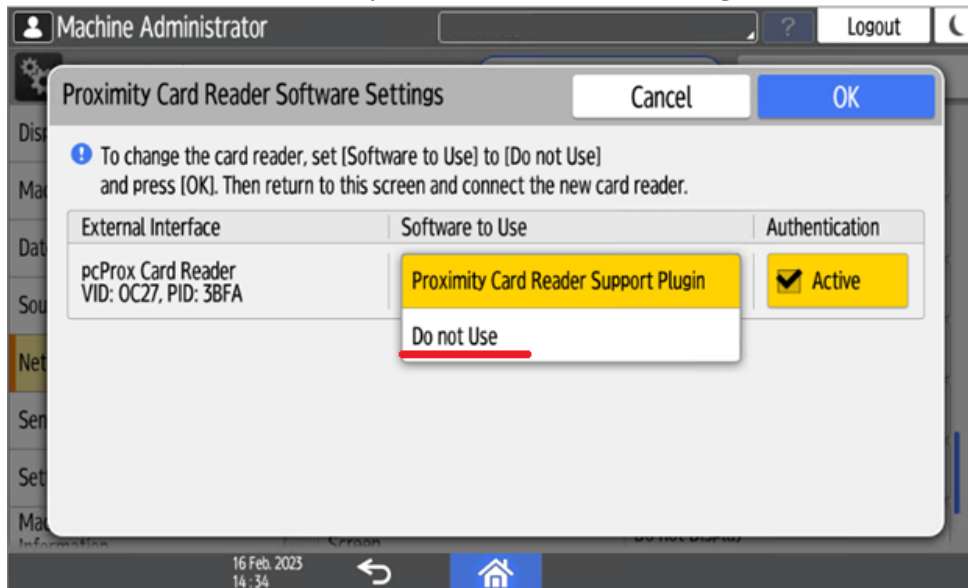 Machine Administrator
?
Logout
Proximity Card Reader Software Settings
Cancel
OK
To change the card reader, set [Software to Use] to [Do not Use]
and press [OK]. Then return to this screen and connect the new card reader.
External Interface
Software to Use
Authentication
pcProx Card Reader
VID: 0C27, PID: 3BFA
Proximity Card Reader Support Plugin
Active
Do not Use
Net
Sen
Set
16 Feb. 2023
14 : 34